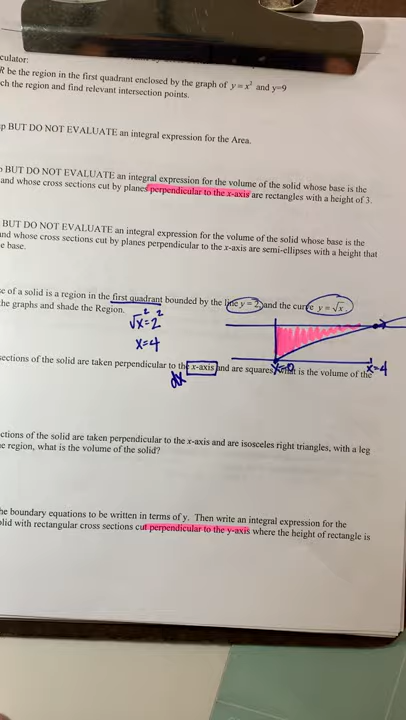 culator:
R be the region in the first quadrant enclosed by the graph of y = x² and y=9
ch the region and find relevant intersection points.
p BUT DO NOT EVALUATE an integral expression for the Area.
BUT DO NOT EVALUATE an integral expression for the volume of the solid whose base is the
and whose cross sections cut by planes perpendicular to the x-axis are rectangles with a height of 3.
BUT DO NOT EVALUATE an integral expression for the volume of the solid whose base is the
and whose cross sections cut by planes perpendicular to the x-axis are semi-ellipses with a height that
e base.
e of a solid is a region in the first quadrant bounded by the line y = 2, and the curve y = √x.
the graphs and shade the Region.
√x² = 2²
x=4
x=0
x=4
sections of the solid are taken perpendicular to the x-axis and are squares, what is the volume of the
dx
ctions of the solid are taken perpendicular to the x-axis and are isosceles right triangles, with a leg
e region, what is the volume of the solid?
he boundary equations to be written in terms of y. Then write an integral expression for the
olid with rectangular cross sections cut perpendicular to the y-axis where the height of rectangle is